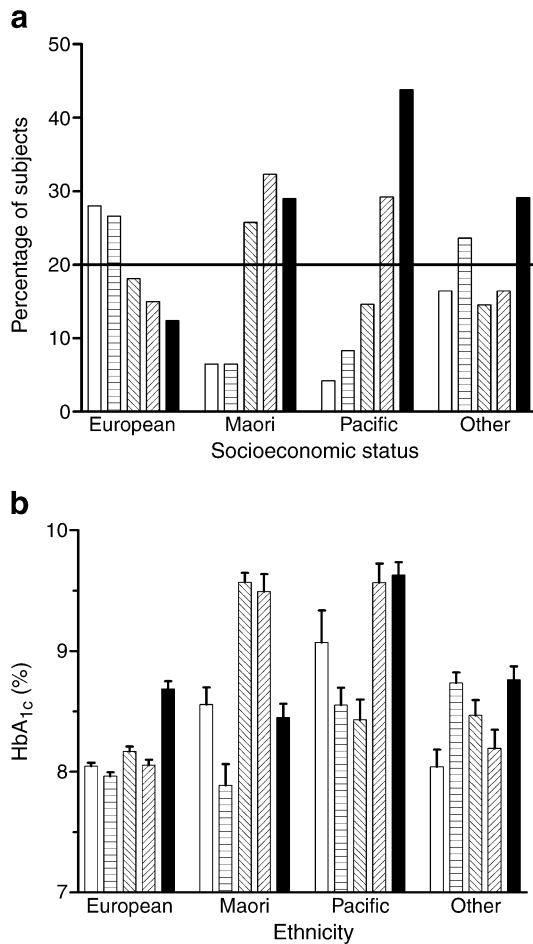 a
50
40
30
20
10
0
Percentage of subjects
European Maori Pacific Other
Socioeconomic status
b
10
9
8
7
HbA1c (%)
European Maori Pacific Other
Ethnicity